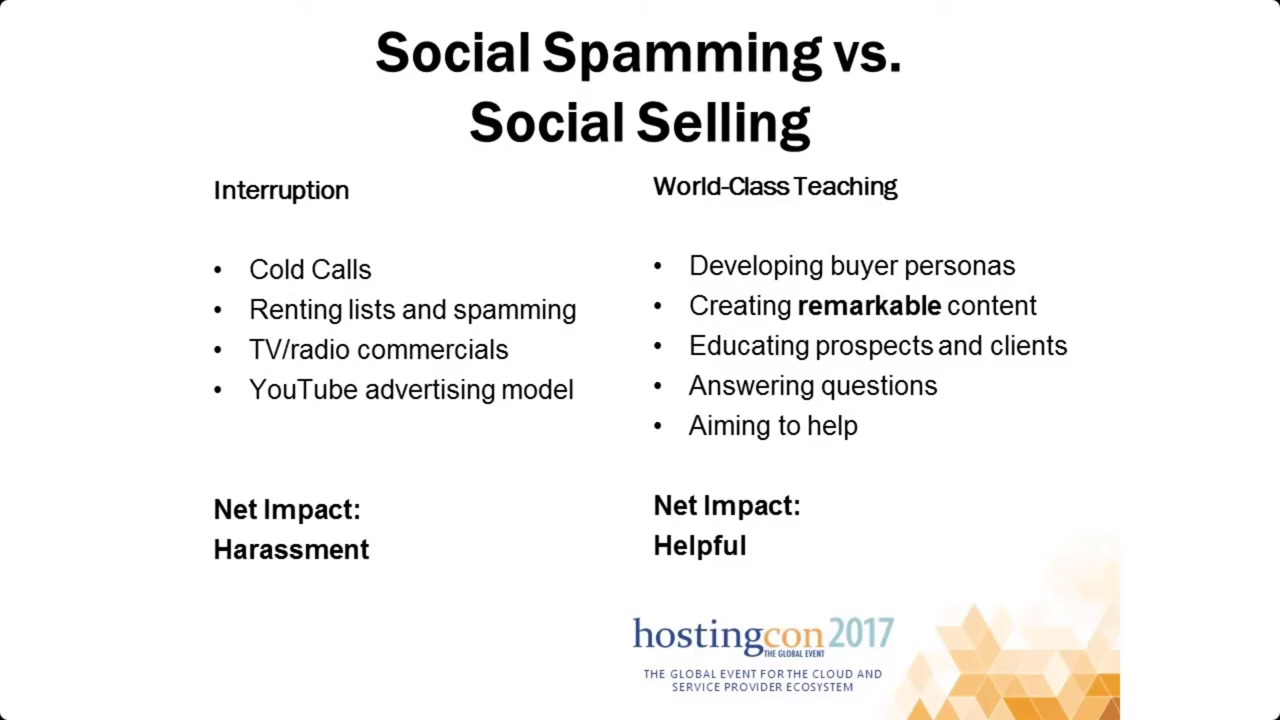 Social Spamming vs.
Social Selling
Interruption
• Cold Calls
• Renting lists and spamming
• TV/radio commercials
• YouTube advertising model
Net Impact:
Harassment
World-Class Teaching
• Developing buyer personas
• Creating remarkable content
• Educating prospects and clients
• Answering questions
• Aiming to help
Net Impact:
Helpful
hostingcon 2017
THE GLOBAL EVENT
THE GLOBAL EVENT FOR THE CLOUD AND
SERVICE PROVIDER ECOSYSTEM